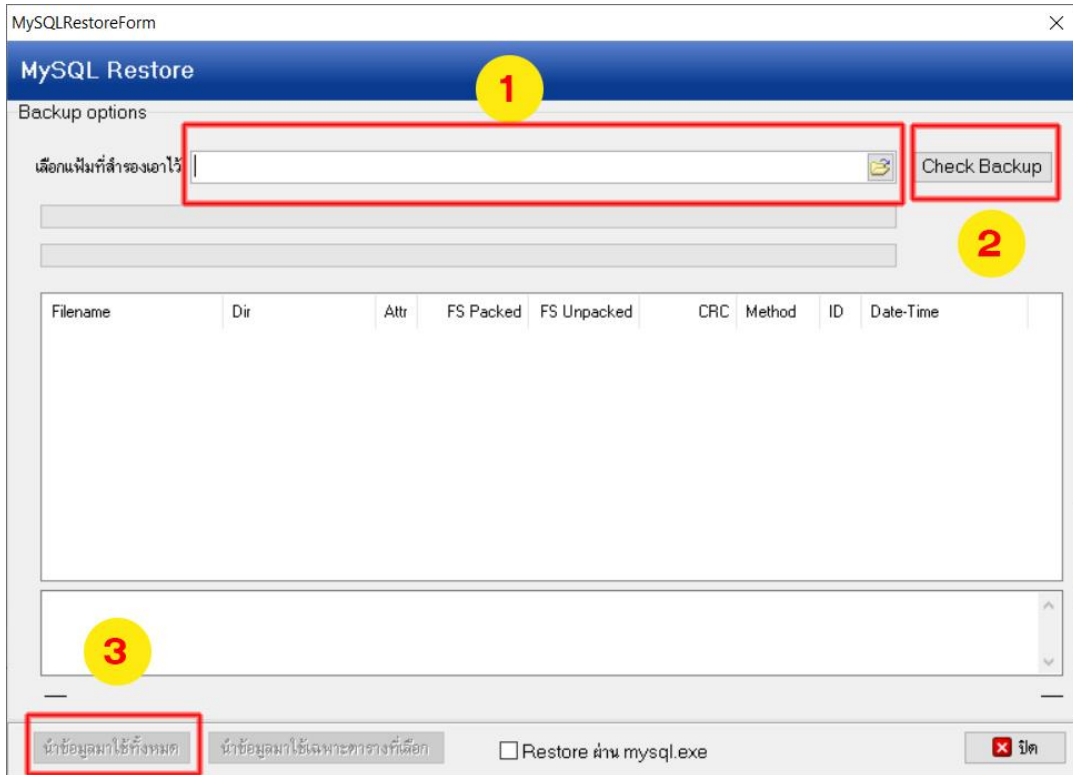 MySQLRestoreForm
MySQL Restore
1
Backup options
เลือกแฟ้มที่สำรองเอาไว้
Check Backup
2
Filename Dir Attr FS Packed FS Unpacked CRC Method ID Date-Time
3
นำข้อมูลมาใช้ทั้งหมด นำข้อมูลมาใช้เฉพาะตารางที่เลือก Restore ผ่าน mysql.exe ปิด